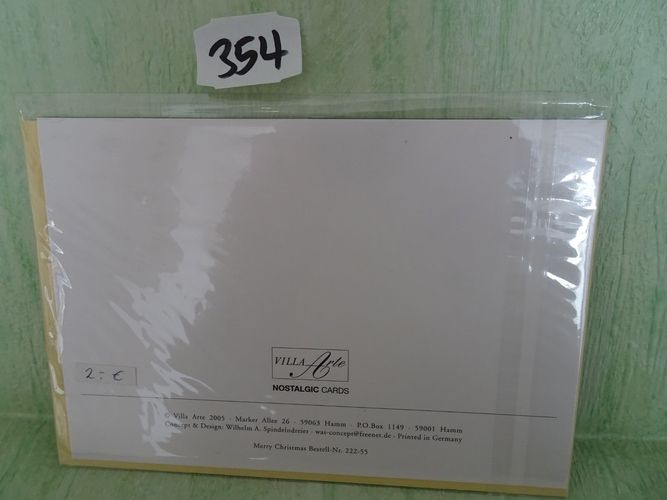 354
VILLA Arte
NOSTALGIC CARDS
2.- €
© Villa Arte 2005 · Marker Allee 26 · 59063 Hamm · P.O.Box 1149 · 59001 Hamm
Concept & Design: Wilhelm A. Spindelndreier · was-concept@freenet.de · Printed in Germany
Merry Christmas Bestell-Nr. 222-55